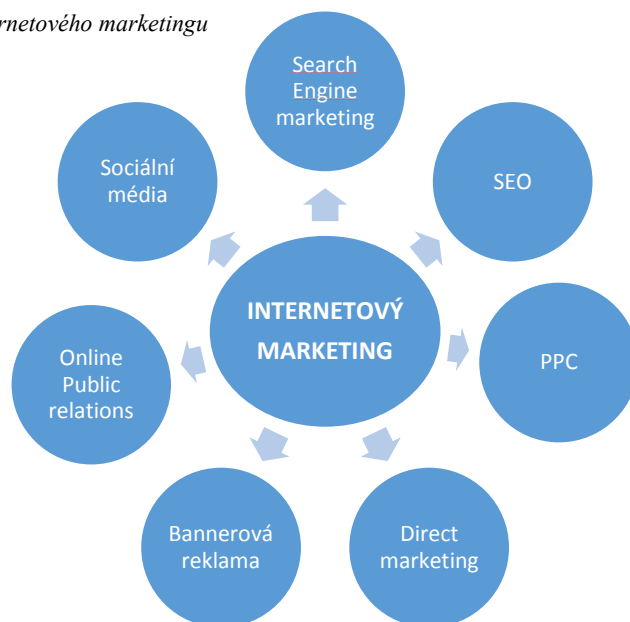 rnetového marketingu
Search
Engine
marketing
Sociální
média
SEO
INTERNETOVÝ
MARKETING
Online
Public
relations
PPC
Bannerová
reklama
Direct
marketing